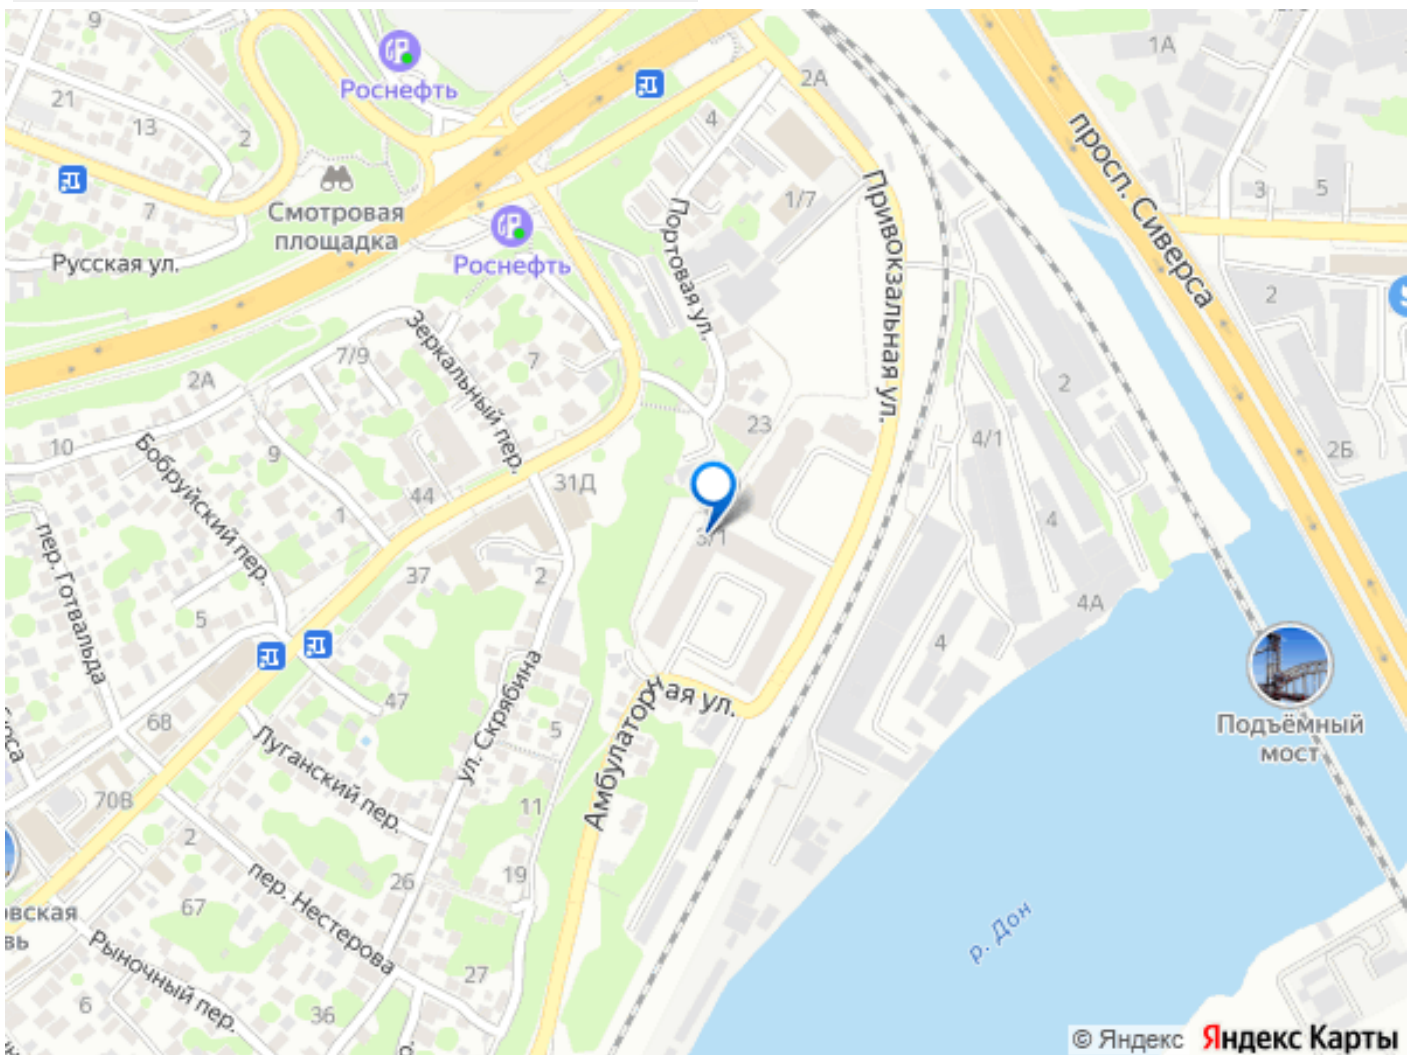 Роснефть
1А
2А
21
13
2
4
просп. Сиверса
7
Смотровая
площадка
1/7
3
5
Русская ул.
Роснефть
Портовая ул.
Привокзальная ул.
2
7/9
Зеркальный пер.
7
2А
2
10
Бобруйский пер.
9
23
4/1
2Б
44
31Д
1
3/1
4
пер. Готвальда
37
2
4А
5
4
47
68
ул. Скрябина
5
Амбулаторная ул.
Подъёмный
мост
Луганский пер.
70В
11
2
19
26
пер. Нестерова
67
вская
вь
р. Дон
Рыночный пер.
27
6
36
© Яндекс Яндекс Карты